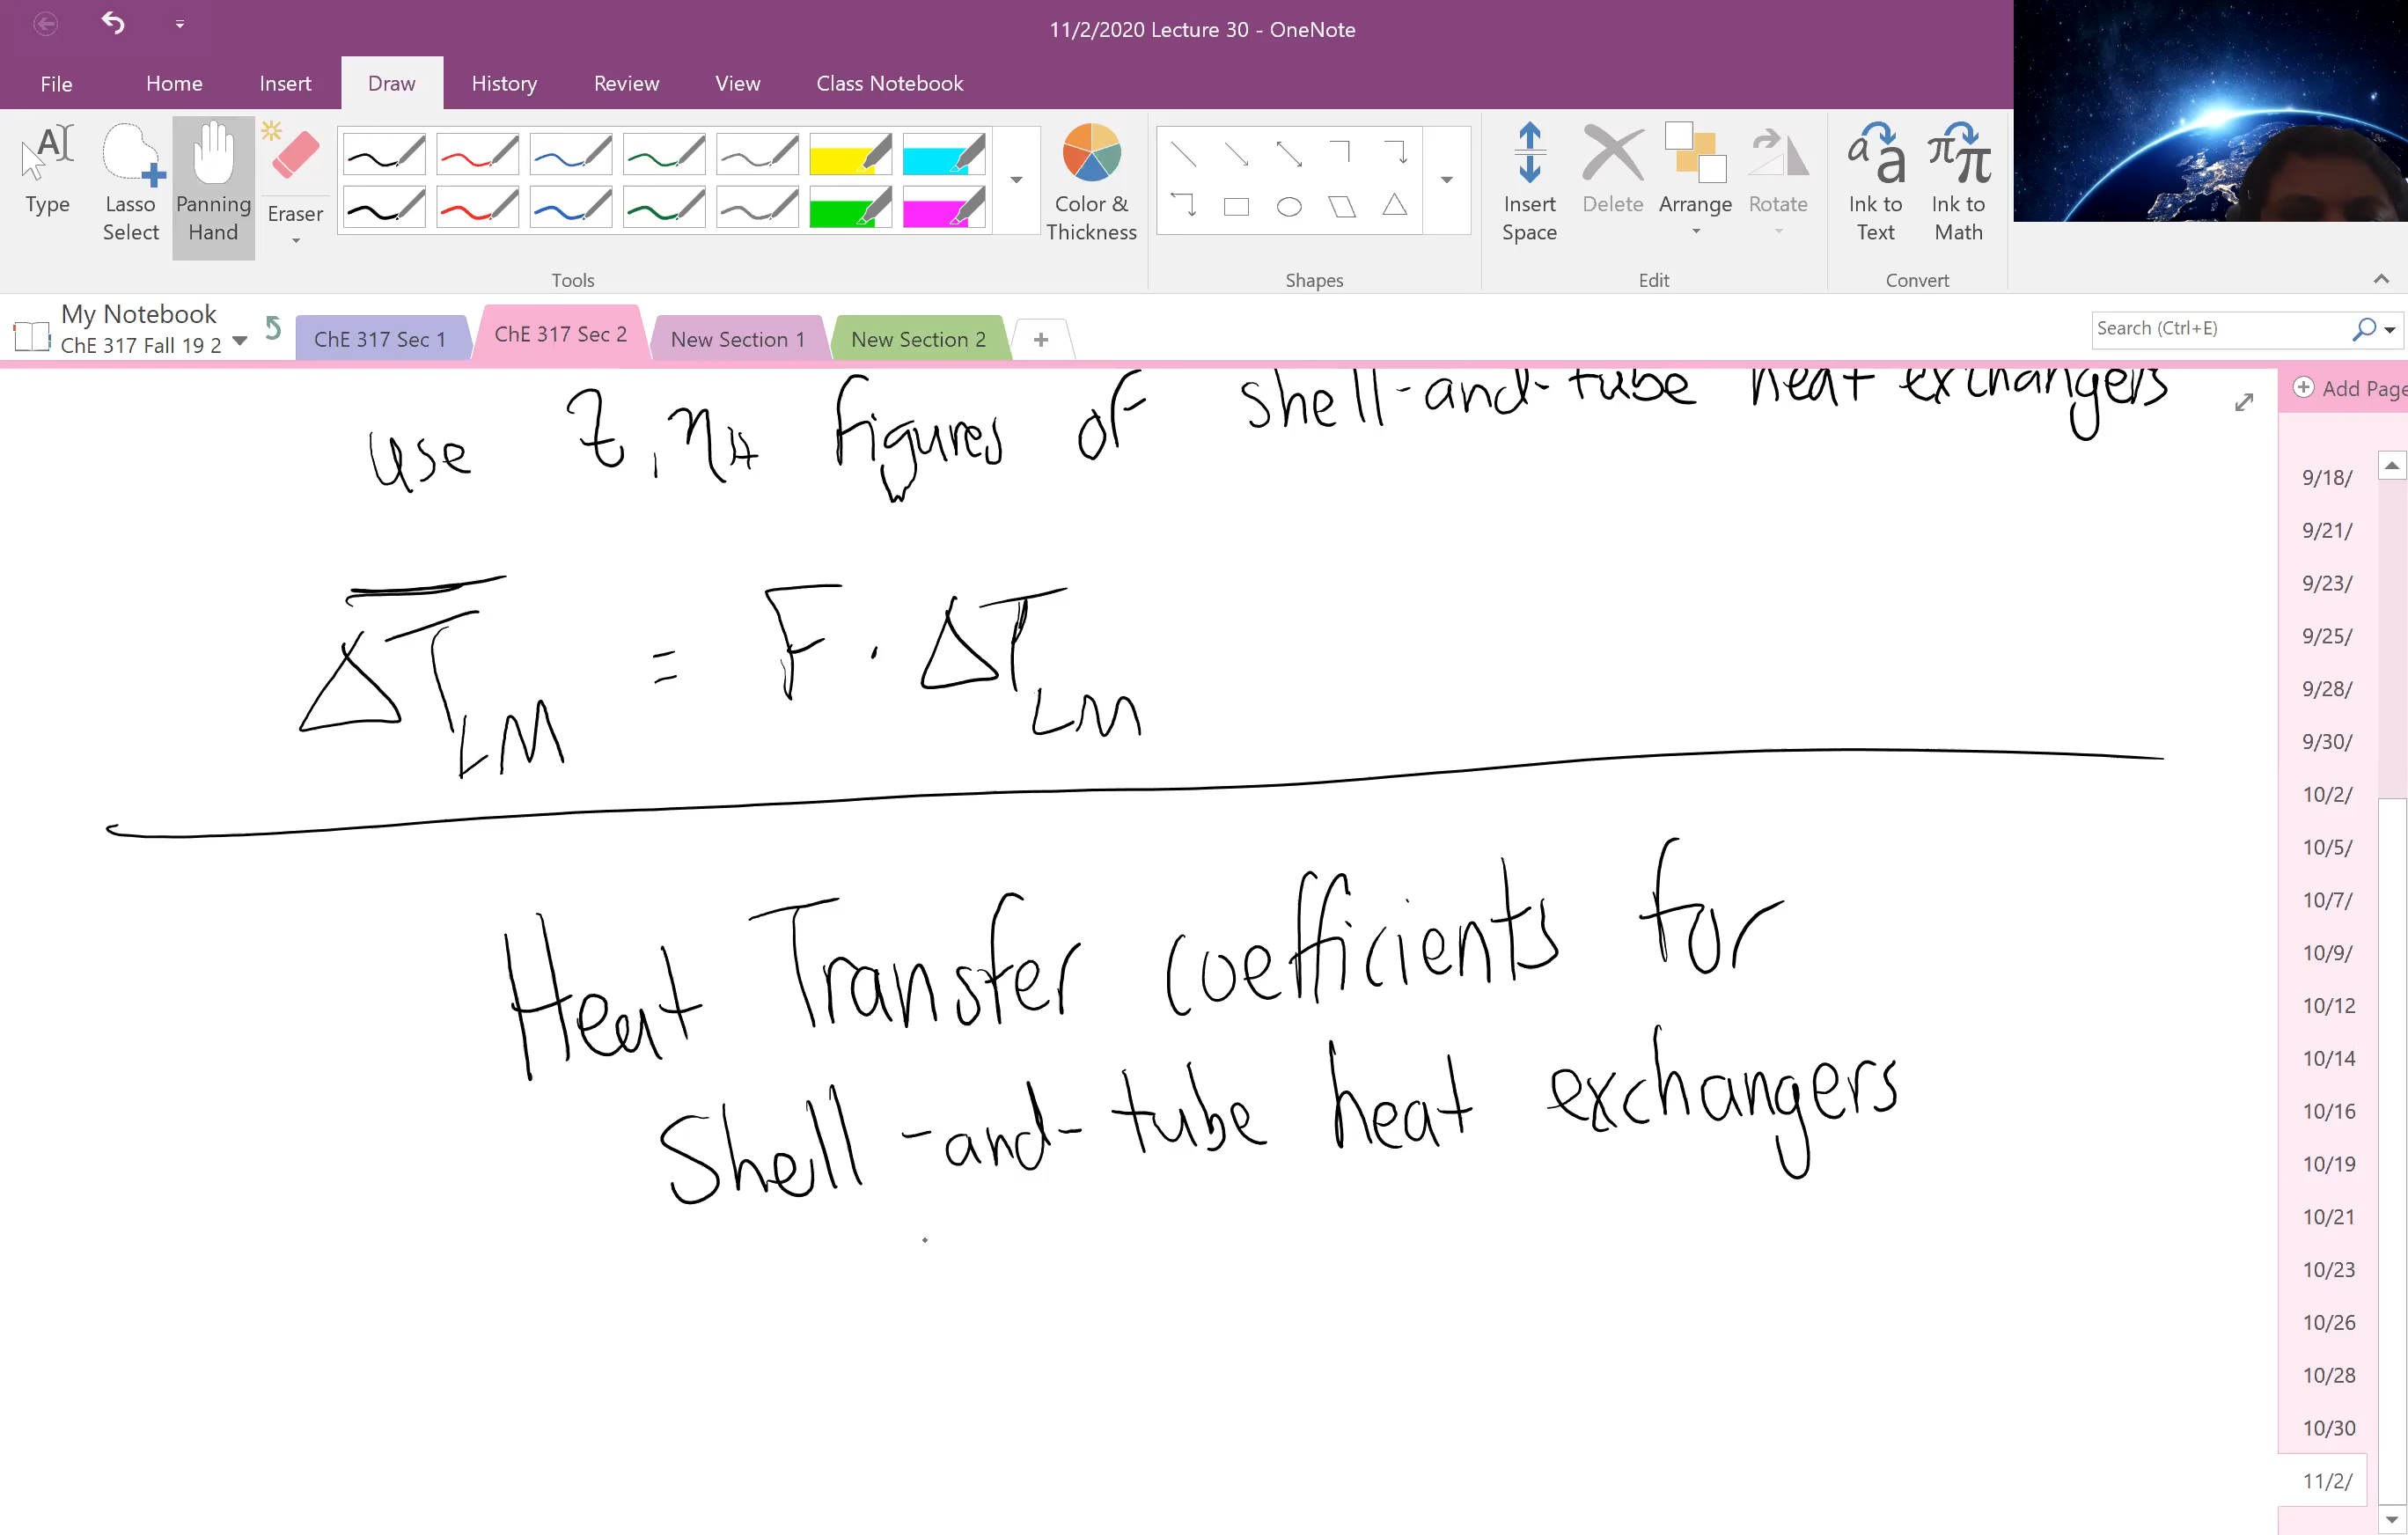 11/2/2020 Lecture 30 - OneNote
File Home Insert Draw History Review View Class Notebook
Type
Lasso Select
Panning Hand
Eraser
Color & Thickness
Insert Space
Delete
Arrange
Rotate
Ink to Text
Ink to Math
Tools Shapes Edit Convert
My Notebook
ChE 317 Fall 19 2
ChE 317 Sec 1
ChE 317 Sec 2
New Section 1
New Section 2
+
Search (Ctrl+E)
Add Page
use Z, ηH figures of shell-and-tube heat exchangers
ΔT̅LM = F · ΔTLM
Heat Transfer coefficients for
Shell-and-tube heat exchangers
9/18/
9/21/
9/23/
9/25/
9/28/
9/30/
10/2/
10/5/
10/7/
10/9/
10/12
10/14
10/16
10/19
10/21
10/23
10/26
10/28
10/30
11/2/